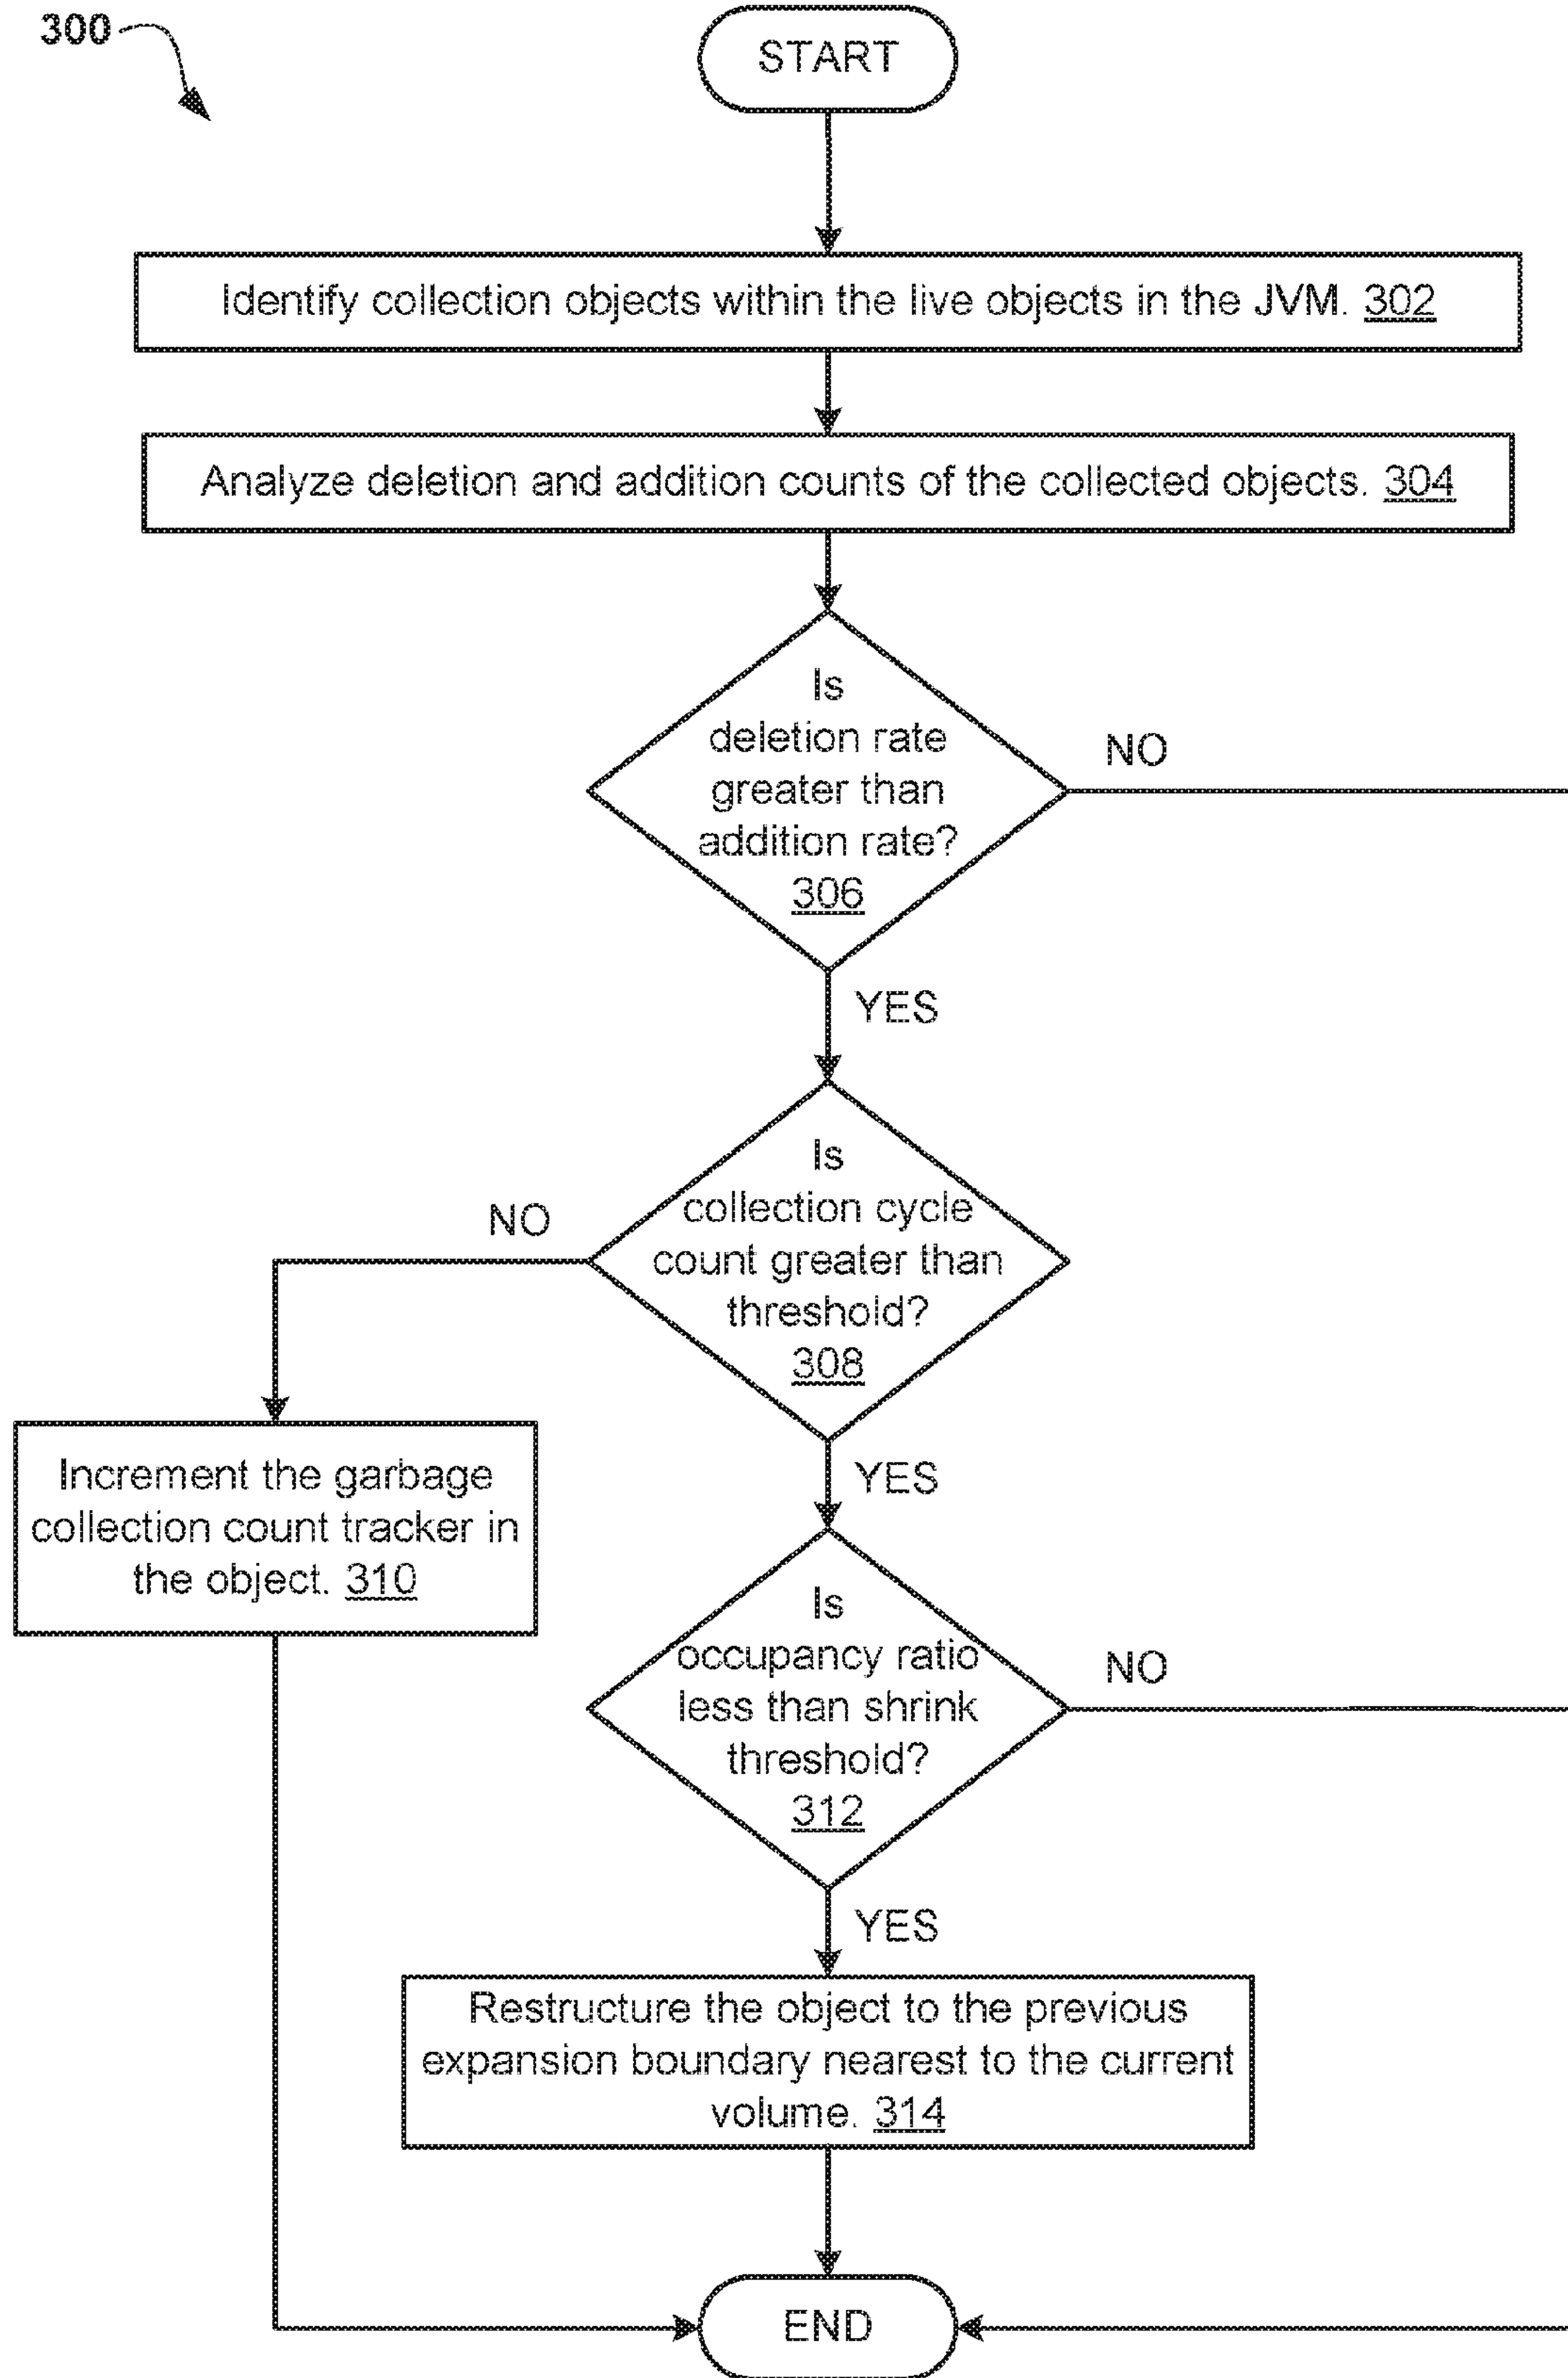 300
START
Identify collection objects within the live objects in the JVM. 302
Analyze deletion and addition counts of the collected objects. 304
Is
deletion rate
greater than
addition rate?
306
NO
YES
Is
collection cycle
count greater than
threshold?
308
NO
YES
Increment the garbage
collection count tracker in
the object. 310
Is
occupancy ratio
less than shrink
threshold?
312
NO
YES
Restructure the object to the previous
expansion boundary nearest to the current
volume. 314
END